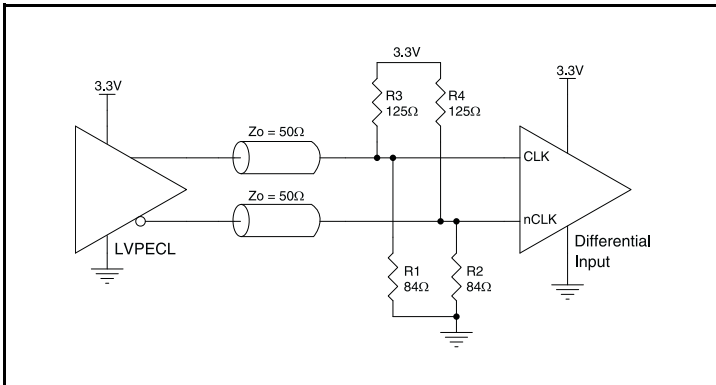 3.3V
3.3V
3.3V
R3
125Ω
R4
125Ω
Zo = 50Ω
CLK
Zo = 50Ω
nCLK
LVPECL
Differential
Input
R1
84Ω
R2
84Ω